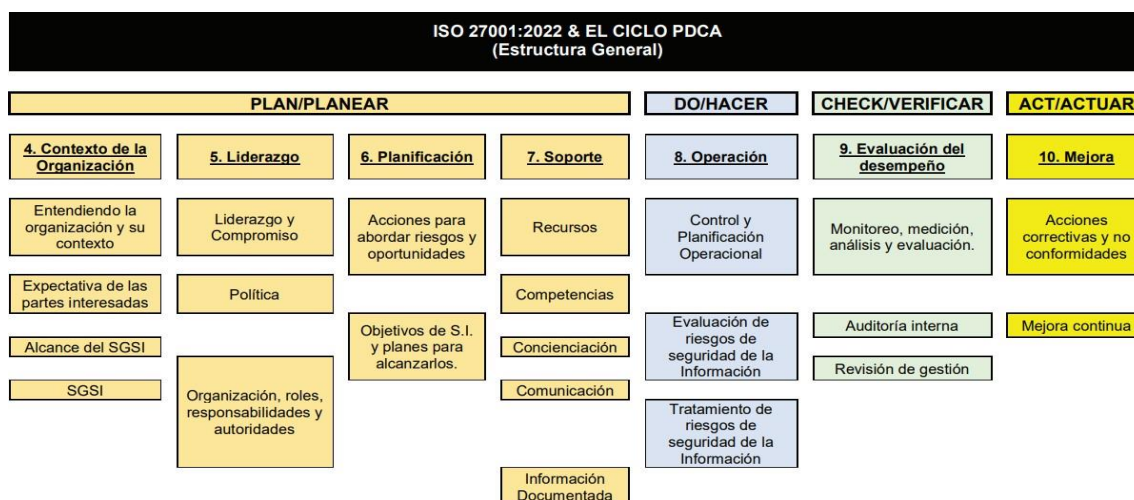 ISO 27001:2022 & EL CICLO PDCA
(Estructura General)
PLAN/PLANEAR
DO/HACER
CHECK/VERIFICAR
ACT/ACTUAR
4. Contexto de la
Organización
5. Liderazgo
6. Planificación
7. Soporte
8. Operación
9. Evaluación del
desempeño
10. Mejora
Entendiendo la
organización y su
contexto
Liderazgo y
Compromiso
Acciones para
abordar riesgos y
oportunidades
Recursos
Control y
Planificación
Operacional
Monitoreo, medición,
análisis y evaluación.
Acciones
correctivas y no
conformidades
Expectativa de las
partes interesadas
Política
Competencias
Alcance del SGSI
Objetivos de S.I.
y planes para
alcanzarlos.
Concienciación
Evaluación de
riesgos de
seguridad de la
Información
Auditoría interna
Mejora continua
SGSI
Organización, roles,
responsabilidades y
autoridades
Comunicación
Revisión de gestión
Tratamiento de
riesgos de
seguridad de la
Información
Información
Documentada